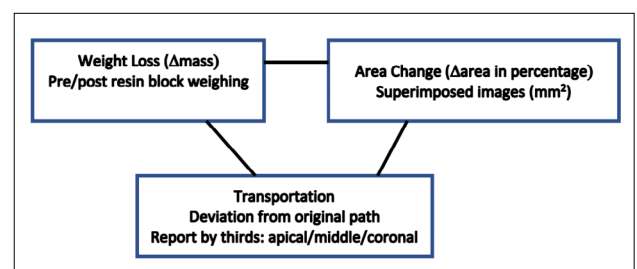 Weight Loss (Δmass)
Pre/post resin block weighing
Area Change (Δarea in percentage)
Superimposed images (mm²)
Transportation
Deviation from original path
Report by thirds: apical/middle/coronal